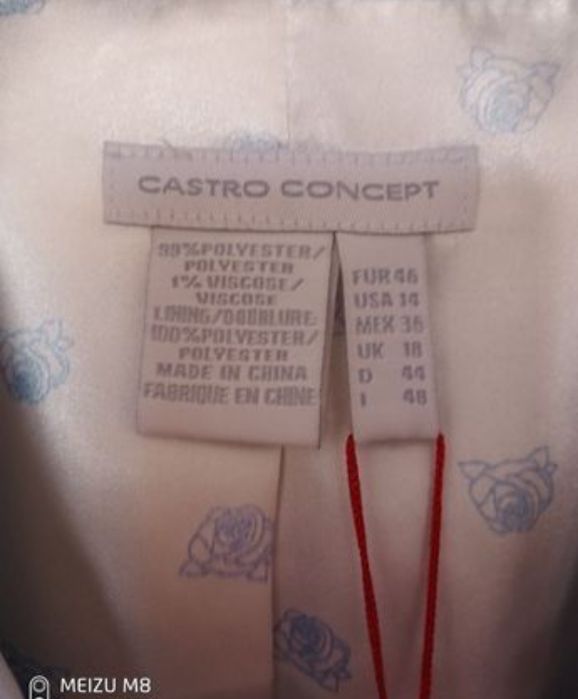 CASTRO CONCEPT
99%POLYESTER/
POLYESTER
1% VISCOSE/
VISCOSE
LINING/DOUBLURE:
100%POLYESTER/
POLYESTER
MADE IN CHINA
FABRIQUE EN CHINE
EUR 46
USA 14
MEX 36
UK 18
D 44
I 48
MEIZU M8